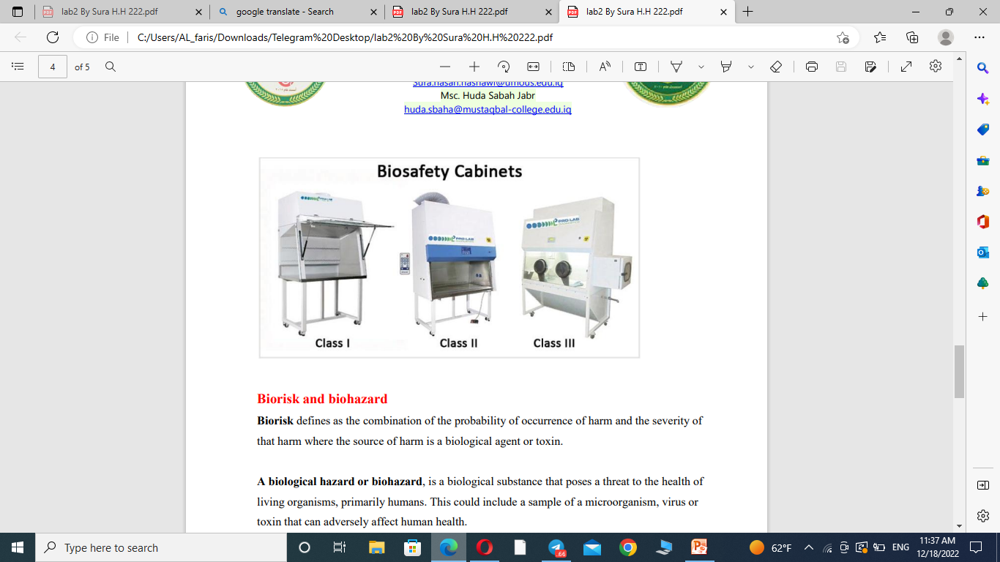 lab2 By Sura H.H 222.pdf
google translate - Search
lab2 By Sura H.H 222.pdf
lab2 By Sura H.H 222.pdf
File
C:/Users/AL_faris/Downloads/Telegram%20Desktop/lab2%20By%20Sura%20H.H%20222.pdf
4
of 5
Sura.hasan.hashawi@uomus.edu.iq
Msc. Huda Sabah Jabr
huda.sbaha@mustaqbal-college.edu.iq
Biosafety Cabinets
PRO-LAB
PRO-LAB
Class I
Class II
Class III
Biorisk and biohazard
Biorisk defines as the combination of the probability of occurrence of harm and the severity of
that harm where the source of harm is a biological agent or toxin.
A biological hazard or biohazard, is a biological substance that poses a threat to the health of
living organisms, primarily humans. This could include a sample of a microorganism, virus or
toxin that can adversely affect human health.
Type here to search
.66
62°F
ENG
11:37 AM
12/18/2022